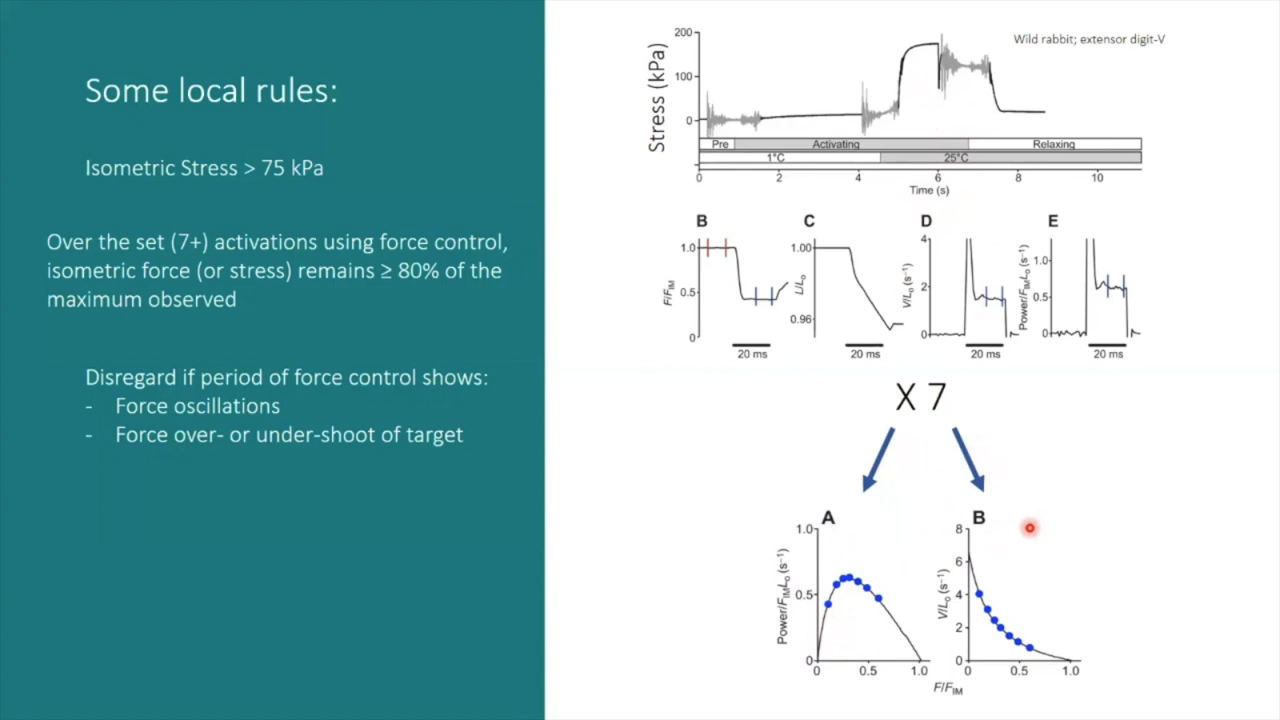 Some local rules:
Isometric Stress > 75 kPa
Over the set (7+) activations using force control,
isometric force (or stress) remains ≥ 80% of the
maximum observed
Disregard if period of force control shows:
- Force oscillations
- Force over- or under-shoot of target
Wild rabbit; extensor digit-V
Stress (kPa)
200
100
0
Pre
Activating
Relaxing
1°C
25°C
0 2 4 6 8 10
Time (s)
B
F/F_IM
1.0
0.5
0
20 ms
C
L/L₀
1.00
0.96
20 ms
D
V/L₀ (s⁻¹)
4
2
0
20 ms
E
Power/F_IM L₀ (s⁻¹)
1.0
0.5
0
20 ms
X 7
A
Power/F_IM L₀ (s⁻¹)
1.0
0.5
0
0 0.5 1.0
B
V/L₀ (s⁻¹)
8
6
4
2
0
0 0.5 1.0
F/F_IM